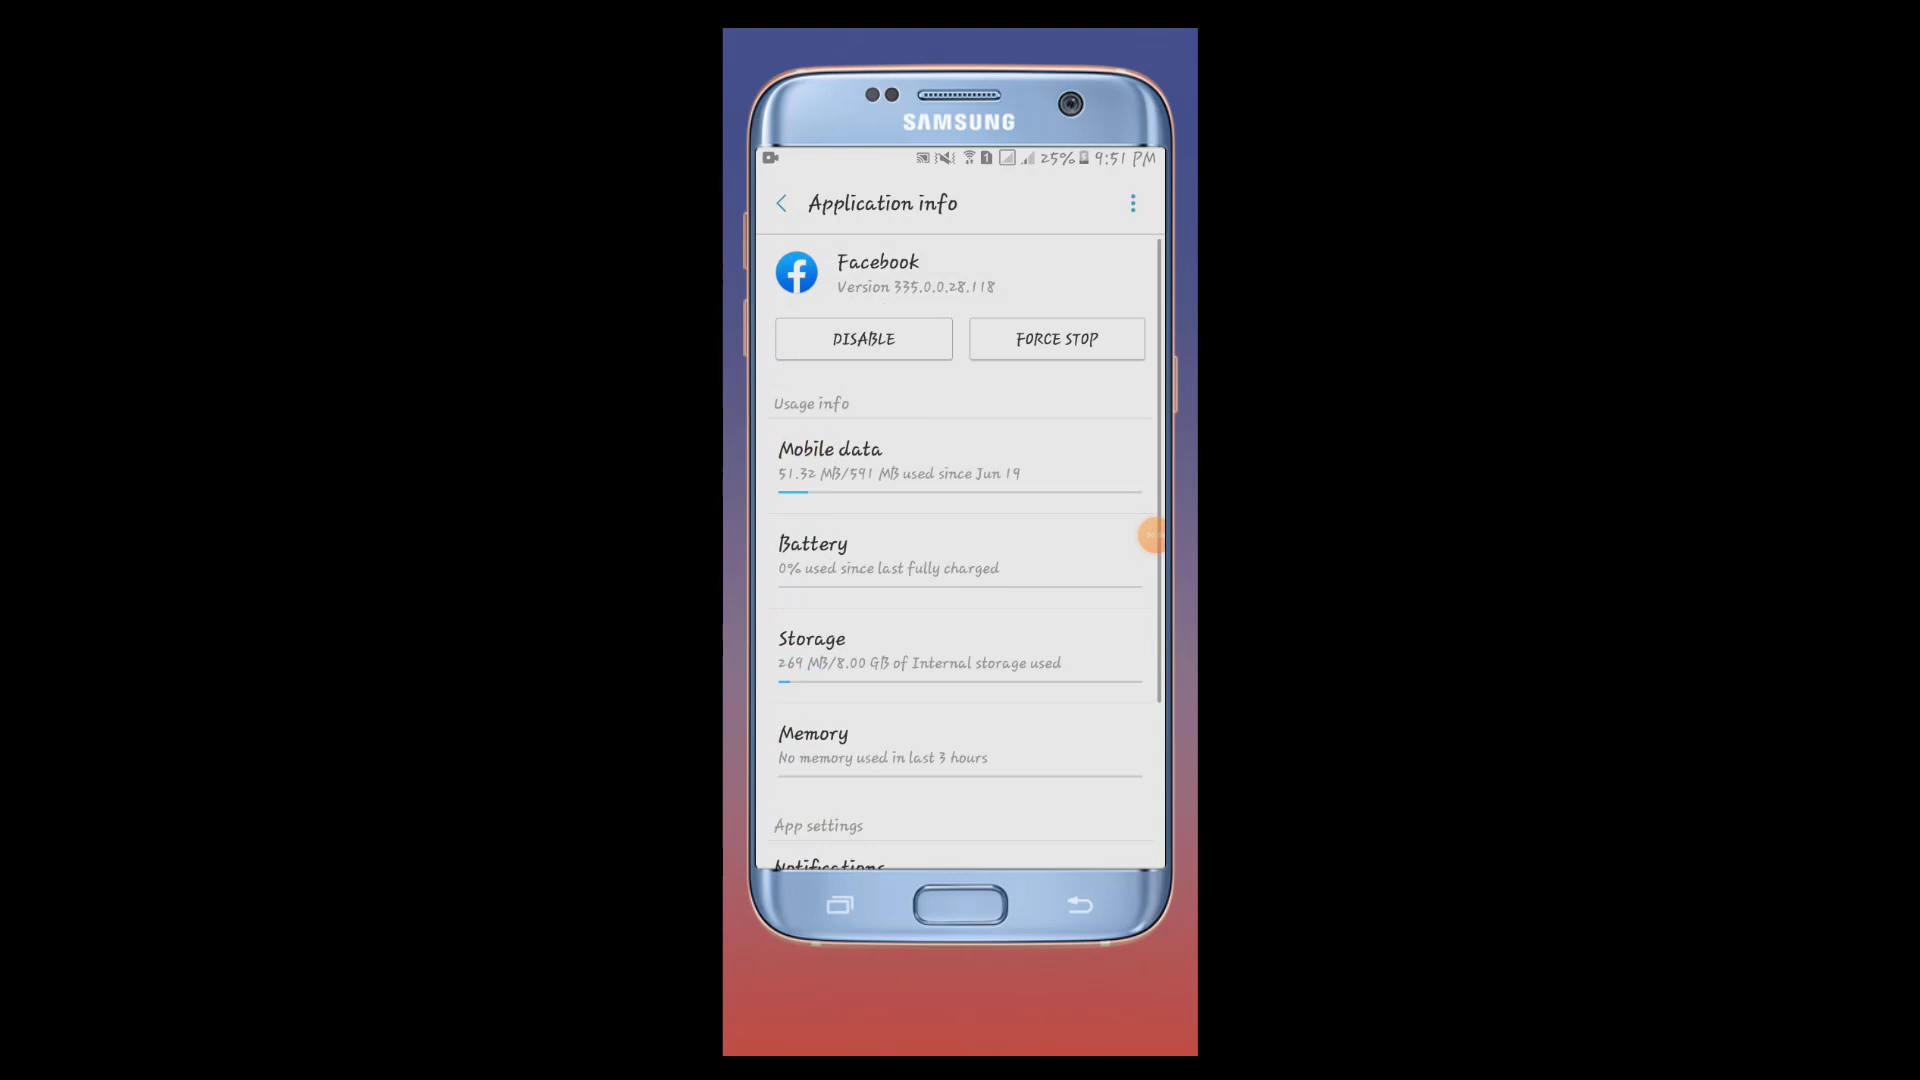 SAMSUNG
1 25% 9:51 PM
Application info
Facebook
Version 335.0.0.28.118
DISABLE
FORCE STOP
Usage info
Mobile data
51.32 MB/591 MB used since Jun 19
Battery
0% used since last fully charged
Storage
269 MB/8.00 GB of Internal storage used
Memory
No memory used in last 3 hours
App settings
Notifications